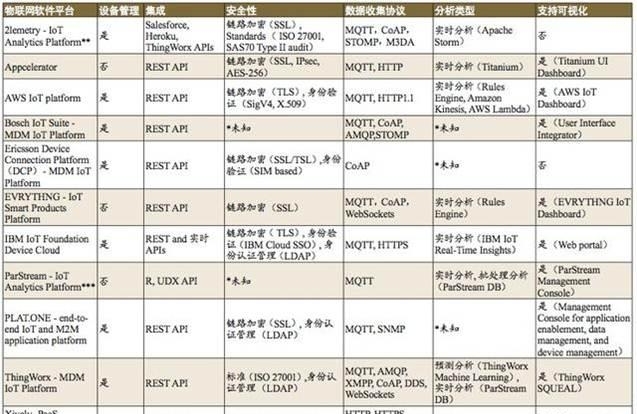 物联网软件平台 设备管理 集成 安全性 数据收集协议 分析类型 支持可视化
2lemetry - IoT Analytics Platform** 是 Salesforce, Heroku, ThingWorx APIs 链路加密(SSL), Standards（ ISO 27001, SAS70 Type II audit） MQTT, CoAP, STOMP, M3DA 实时分析(Apache Storm) 否
Appcelerator 否 REST API 链路加密(SSL, IPsec, AES-256) MQTT, HTTP 实时分析(Titanium) 是（Titanium UI Dashboard）
AWS IoT platform 是 REST API 链路加密（TLS）,身份验证（SigV4, X.509） MQTT, HTTP1.1 实时分析(Rules Engine, Amazon Kinesis, AWS Lambda) 是（AWS IoT Dashboard）
Bosch IoT Suite - MDM IoT Platform 是 REST API *未知 MQTT, CoAP, AMQP,STOMP *未知 是（User Interface Integrator）
Ericsson Device Connection Platform (DCP) - MDM IoT Platform 是 REST API 链路加密(SSL/TSL),身份验证（SIM based） CoAP *未知 否
EVRYTHNG - IoT Smart Products Platform 否 REST API 链路加密（SSL） MQTT, CoAP, WebSockets 实时分析（Rules Engine） 是（EVRYTHNG IoT Dashboard）
IBM IoT Foundation Device Cloud 是 REST and 实时 APIs 链路加密（ TLS）,身份验证（IBM Cloud SSO）,身份认证管理（LDAP） MQTT, HTTPS 实时分析（IBM IoT Real-Time Insights） 是（Web portal）
ParStream - IoT Analytics Platform*** 否 R, UDX API *未知 MQTT 实时分析,批处理分析（ParStream DB） 是（ParStream Management Console）
PLAT.ONE - end-to-end IoT and M2M application platform 是 REST API 链路加密（SSL）,身份认证管理（LDAP） MQTT, SNMP *未知 是（Management Console for application enablement, data management, and device management）
ThingWorx - MDM IoT Platform 是 REST API 标准（ISO 27001）,身份认证管理（LDAP） MQTT, AMQP, XMPP, CoAP, DDS, WebSockets 预测分析(ThingWorx Machine Learning), 实时分析（ParStream DB） 是（ThingWorx SQUEAL）